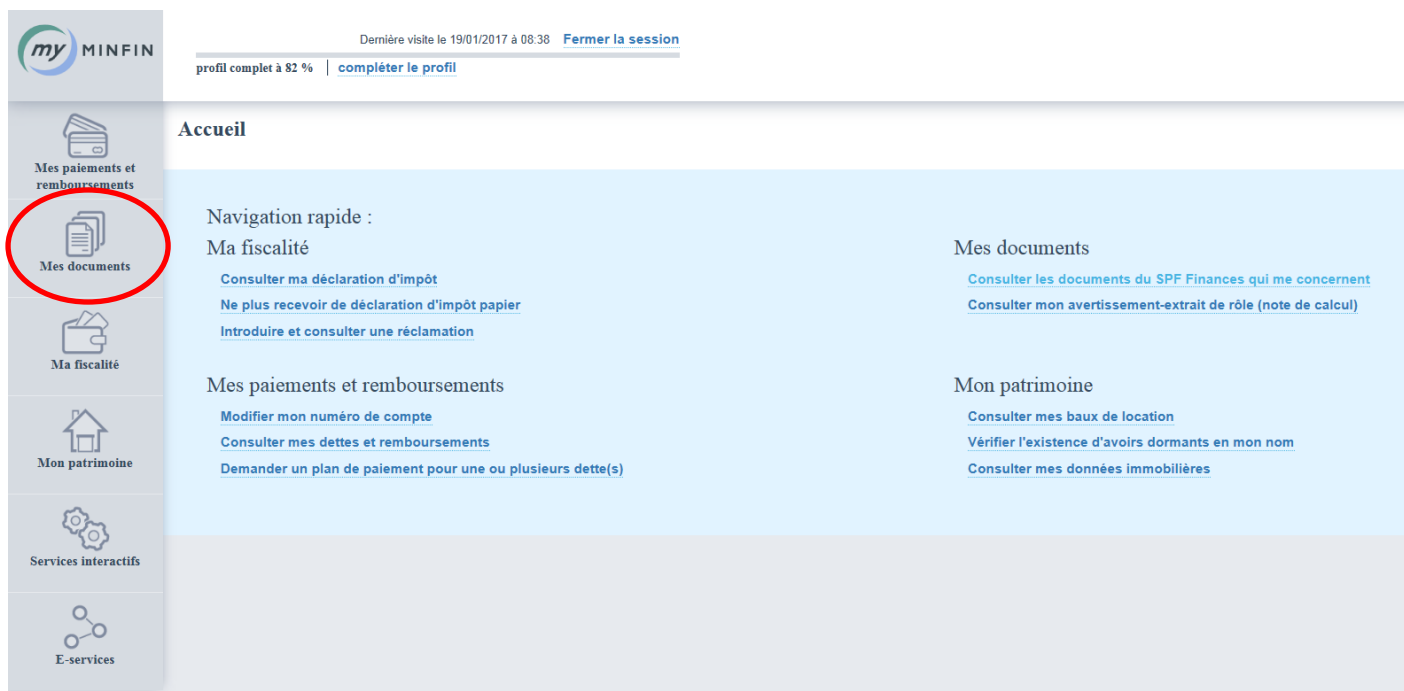 my MINFIN
Dernière visite le 19/01/2017 à 08:38 Fermer la session
profil complet à 82 % | compléter le profil
Mes paiements et
remboursements
Mes documents
Ma fiscalité
Mon patrimoine
Services interactifs
E-services
Accueil
Navigation rapide :
Ma fiscalité
Consulter ma déclaration d'impôt
Ne plus recevoir de déclaration d'impôt papier
Introduire et consulter une réclamation
Mes documents
Consulter les documents du SPF Finances qui me concernent
Consulter mon avertissement-extrait de rôle (note de calcul)
Mes paiements et remboursements
Modifier mon numéro de compte
Consulter mes dettes et remboursements
Demander un plan de paiement pour une ou plusieurs dette(s)
Mon patrimoine
Consulter mes baux de location
Vérifier l'existence d'avoirs dormants en mon nom
Consulter mes données immobilières